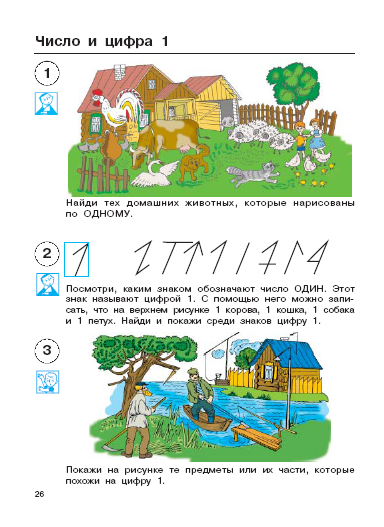 Число и цифра 1
1
Найди тех домашних животных, которые нарисованы
по ОДНОМУ.
2
1
Посмотри, каким знаком обозначают число ОДИН. Этот
знак называют цифрой 1. С помощью него можно запи-
сать, что на верхнем рисунке 1 корова, 1 кошка, 1 собака
и 1 петух. Найди и покажи среди знаков цифру 1.
3
Покажи на рисунке те предметы или их части, которые
похожи на цифру 1.
26